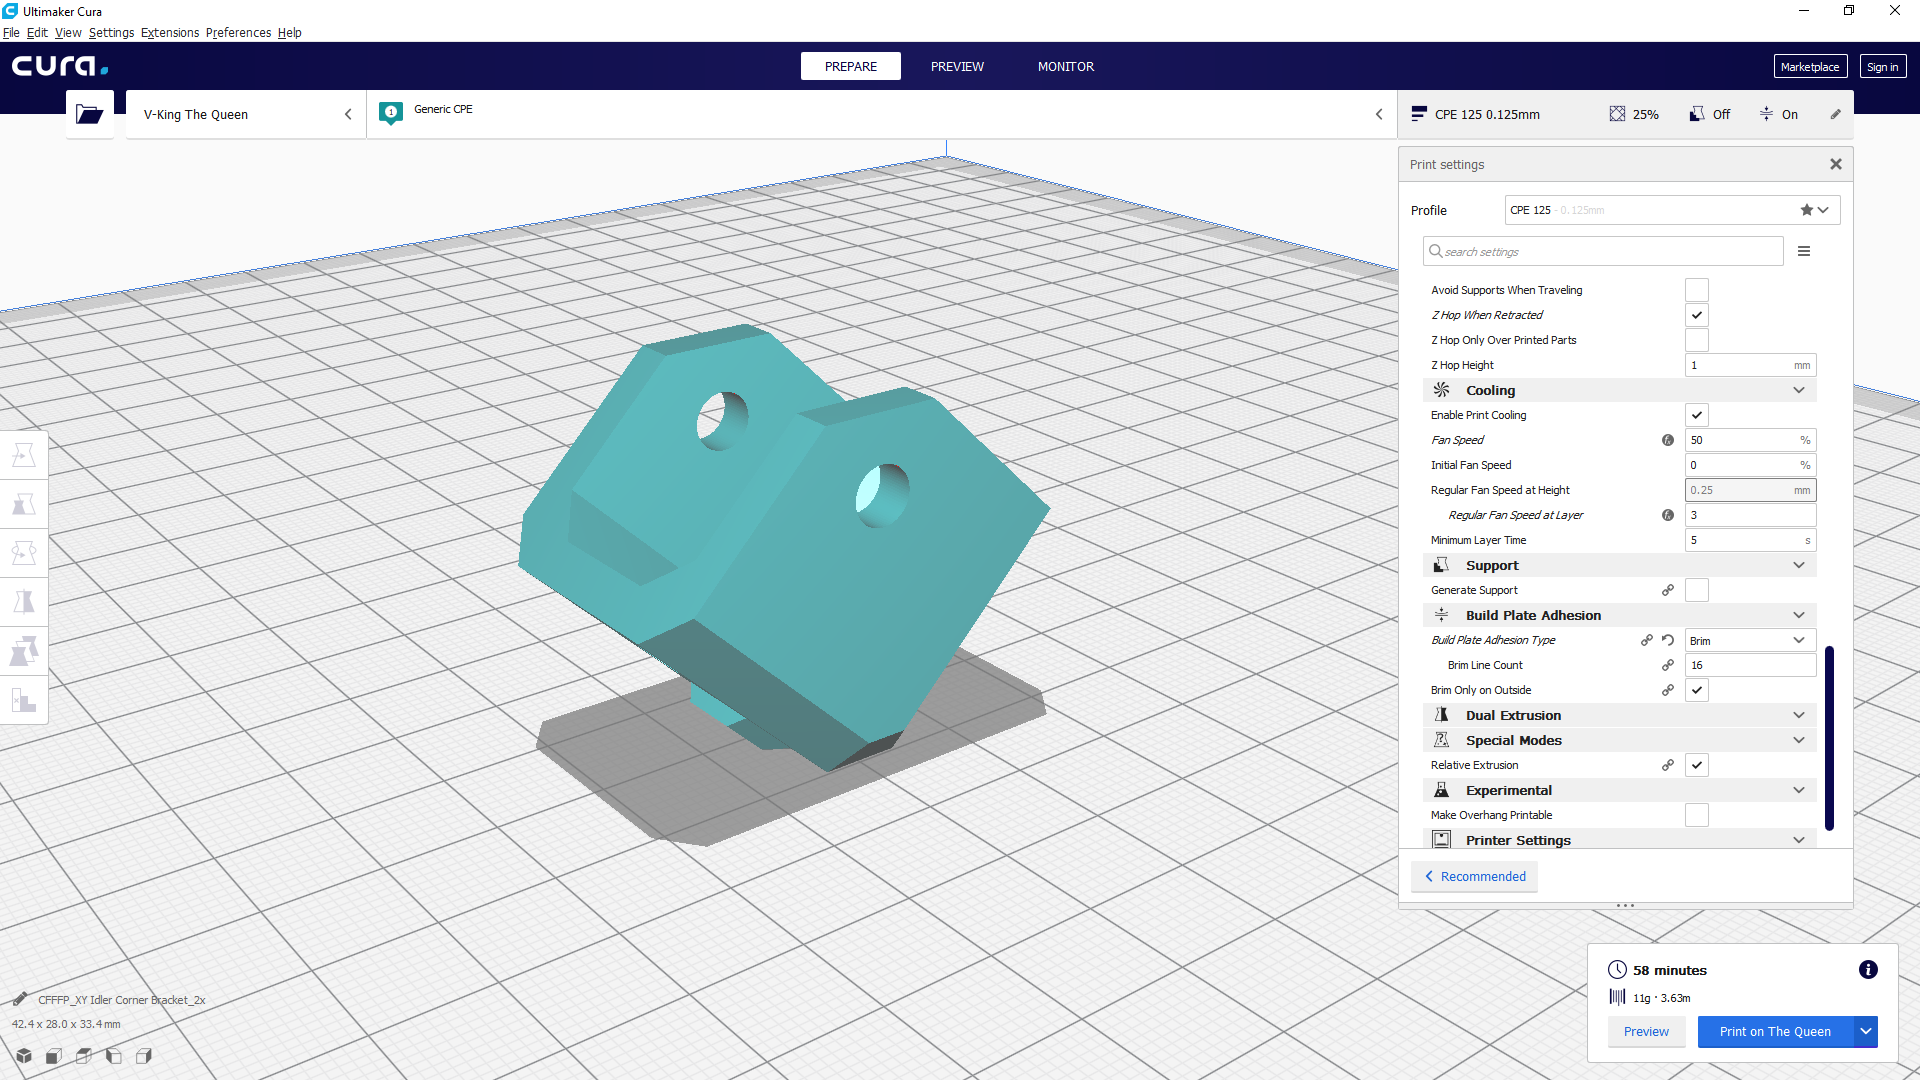 Ultimaker Cura
File Edit View Settings Extensions Preferences Help
cura.
PREPARE PREVIEW MONITOR
Marketplace Sign in
V-King The Queen
1 Generic CPE
CPE 125 0.125mm 25% Off On
Print settings
Profile CPE 125 - 0.125mm
search settings
Avoid Supports When Traveling
Z Hop When Retracted
Z Hop Only Over Printed Parts
Z Hop Height 1 mm
Cooling
Enable Print Cooling
Fan Speed 50 %
Initial Fan Speed 0 %
Regular Fan Speed at Height 0.25 mm
Regular Fan Speed at Layer 3
Minimum Layer Time 5 s
Support
Generate Support
Build Plate Adhesion
Build Plate Adhesion Type Brim
Brim Line Count 16
Brim Only on Outside
Dual Extrusion
Special Modes
Relative Extrusion
Experimental
Make Overhang Printable
Printer Settings
Recommended
58 minutes
11g · 3.63m
Preview Print on The Queen
CFFFP_XY Idler Corner Bracket_2x
42.4 x 28.0 x 33.4 mm